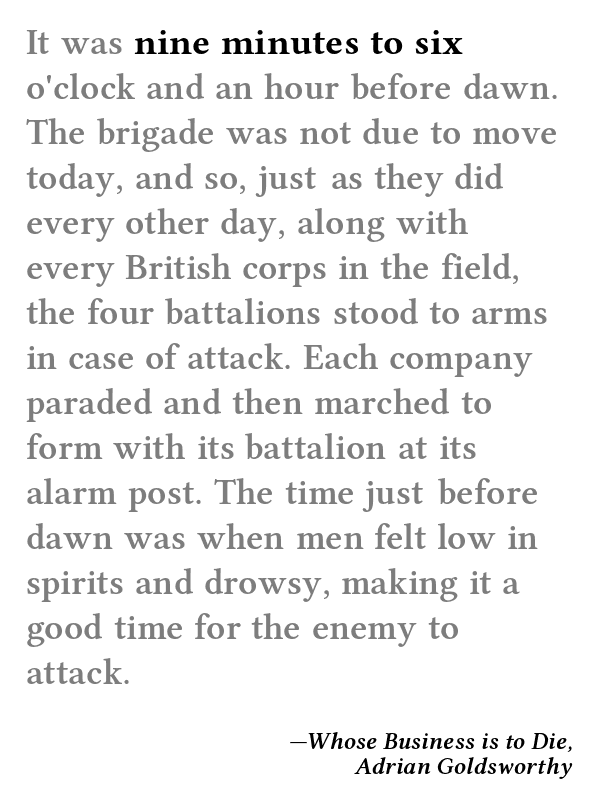 It was nine minutes to six
o'clock and an hour before dawn.
The brigade was not due to move
today, and so, just as they did
every other day, along with
every British corps in the field,
the four battalions stood to arms
in case of attack. Each company
paraded and then marched to
form with its battalion at its
alarm post. The time just before
dawn was when men felt low in
spirits and drowsy, making it a
good time for the enemy to
attack.
—Whose Business is to Die,
Adrian Goldsworthy